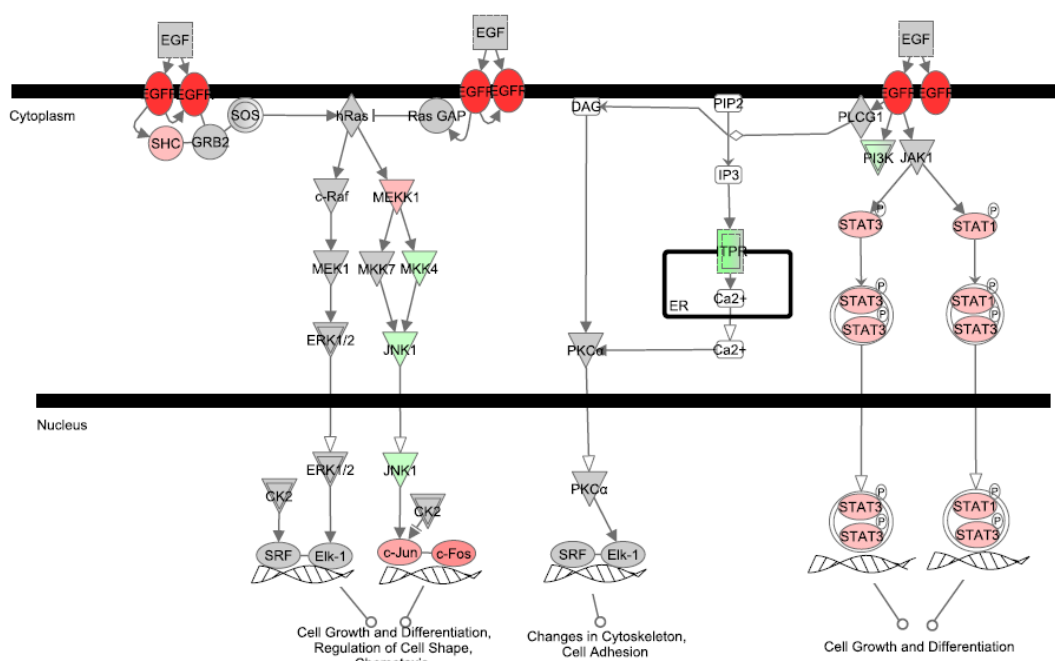 EGF
EGF
EGF
EGFR
EGFR
EGFR
EGFR
EGFR
EGFR
Cytoplasm
SOS
hRas
Ras GAP
DAG
PIP2
PLCG1
SHC
GRB2
PI3K
JAK1
IP3
c-Raf
MEKK1
P
P
STAT3
STAT1
ITPR
MEK1
MKK7
MKK4
P
P
ER
Ca2+
STAT3
STAT1
P
P
STAT3
STAT3
ERK1/2
JNK1
PKCα
Ca2+
Nucleus
ERK1/2
JNK1
PKCα
CK2
CK2
P
P
STAT3
STAT1
P
P
STAT3
STAT3
SRF
Elk-1
c-Jun
c-Fos
SRF
Elk-1
Cell Growth and Differentiation,
Regulation of Cell Shape,
Changes in Cytoskeleton,
Cell Adhesion
Cell Growth and Differentiation